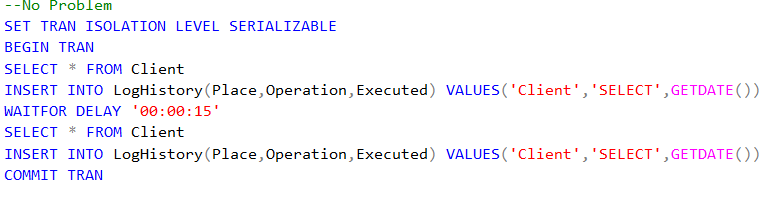 --No Problem
SET TRAN ISOLATION LEVEL SERIALIZABLE
BEGIN TRAN
SELECT * FROM Client
INSERT INTO LogHistory(Place,Operation,Executed) VALUES('Client','SELECT',GETDATE())
WAITFOR DELAY '00:00:15'
SELECT * FROM Client
INSERT INTO LogHistory(Place,Operation,Executed) VALUES('Client','SELECT',GETDATE())
COMMIT TRAN